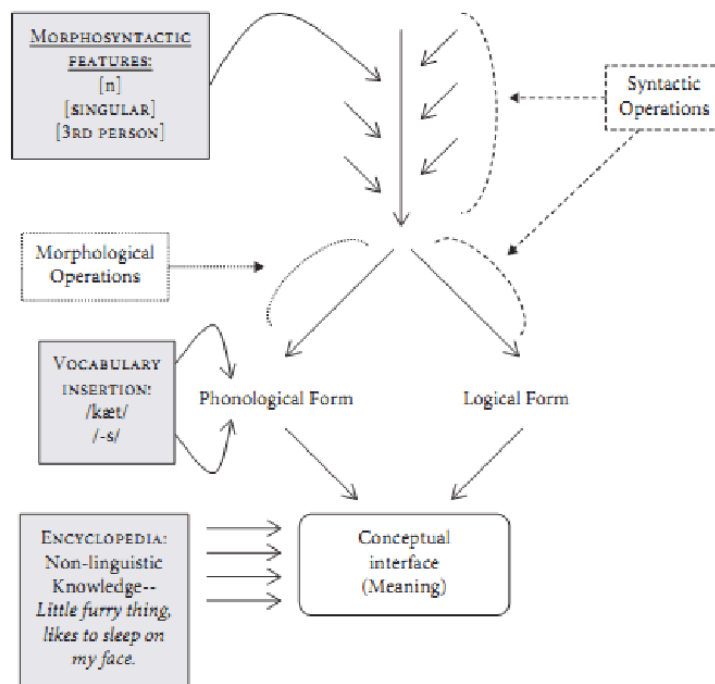 MORPHOSYNTACTIC
FEATURES:
[n]
[SINGULAR]
[3RD PERSON]
Syntactic
Operations
Morphological
Operations
VOCABULARY
INSERTION:
/kæt/
/-s/
Phonological Form
Logical Form
ENCYCLOPEDIA:
Non-linguistic
Knowledge--
Little furry thing,
likes to sleep on
my face.
Conceptual
interface
(Meaning)